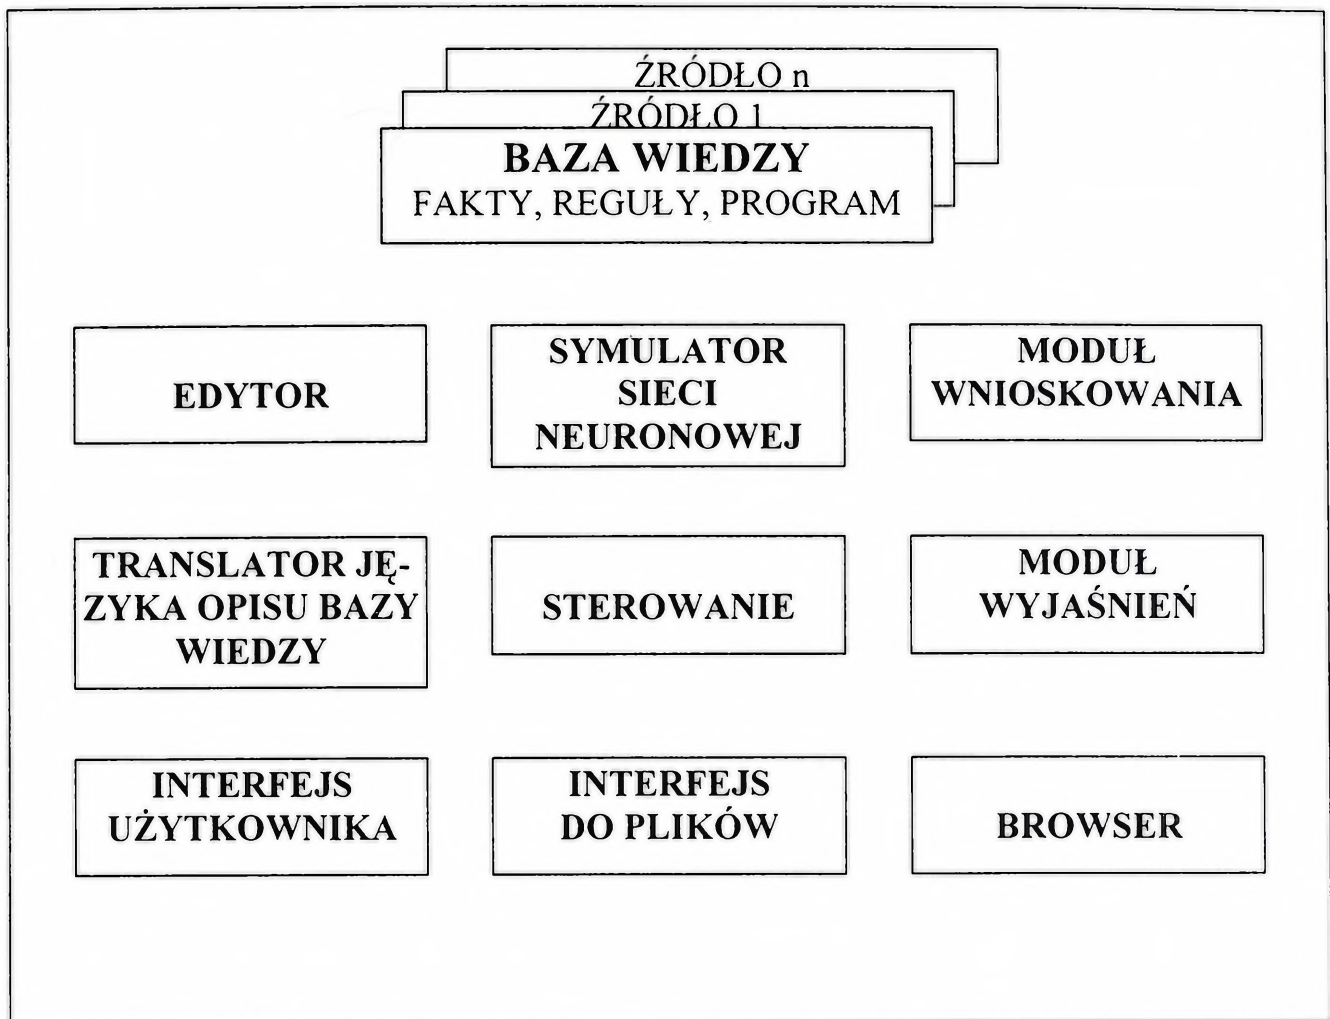 ŹRÓDŁO n
ŹRÓDŁO 1
BAZA WIEDZY
FAKTY, REGUŁY, PROGRAM
EDYTOR
SYMULATOR
SIECI
NEURONOWEJ
MODUŁ
WNIOSKOWANIA
TRANSLATOR JĘ-
ZYKA OPISU BAZY
WIEDZY
STEROWANIE
MODUŁ
WYJAŚNIEŃ
INTERFEJS
UŻYTKOWNIKA
INTERFEJS
DO PLIKÓW
BROWSER